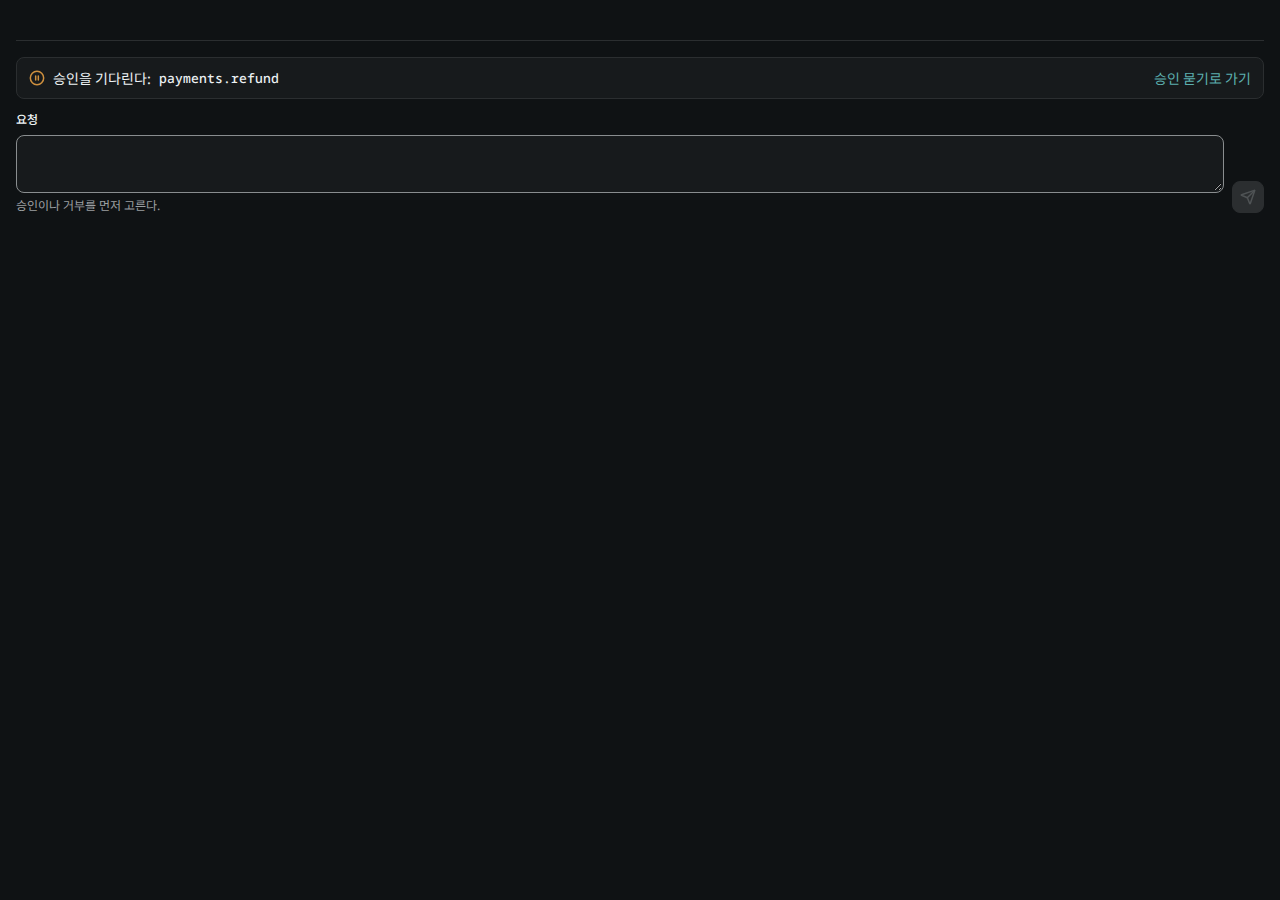 승인을 기다린다: payments.refund
승인 묻기로 가기
요청
승인이나 거부를 먼저 고른다.